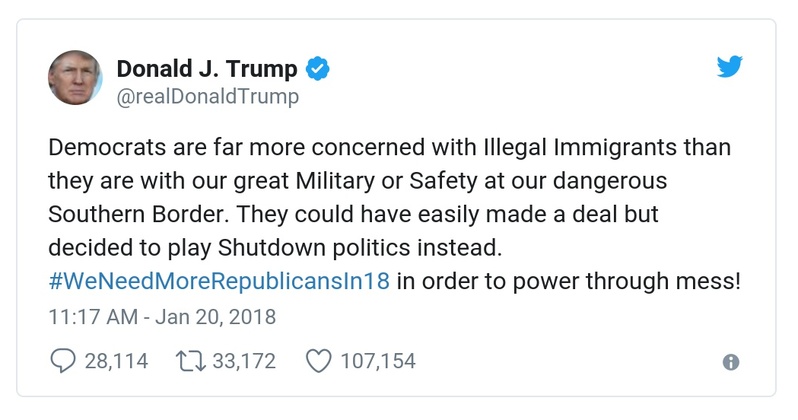 Donald J. Trump
@realDonaldTrump
Democrats are far more concerned with Illegal Immigrants than
they are with our great Military or Safety at our dangerous
Southern Border. They could have easily made a deal but
decided to play Shutdown politics instead.
#WeNeedMoreRepublicansIn18 in order to power through mess!
11:17 AM - Jan 20, 2018
28,114 33,172 107,154